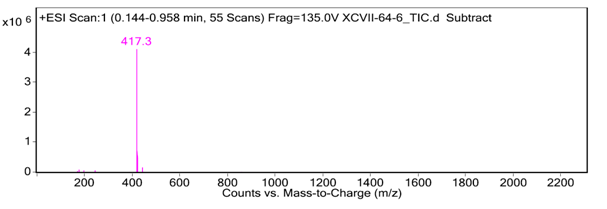 +ESI Scan:1 (0.144-0.958 min, 55 Scans) Frag=135.0V XCVII-64-6_TIC.d Subtract
x10 6
417.3
4
3
2
1
0
200 400 600 800 1000 1200 1400 1600 1800 2000 2200
Counts vs. Mass-to-Charge (m/z)